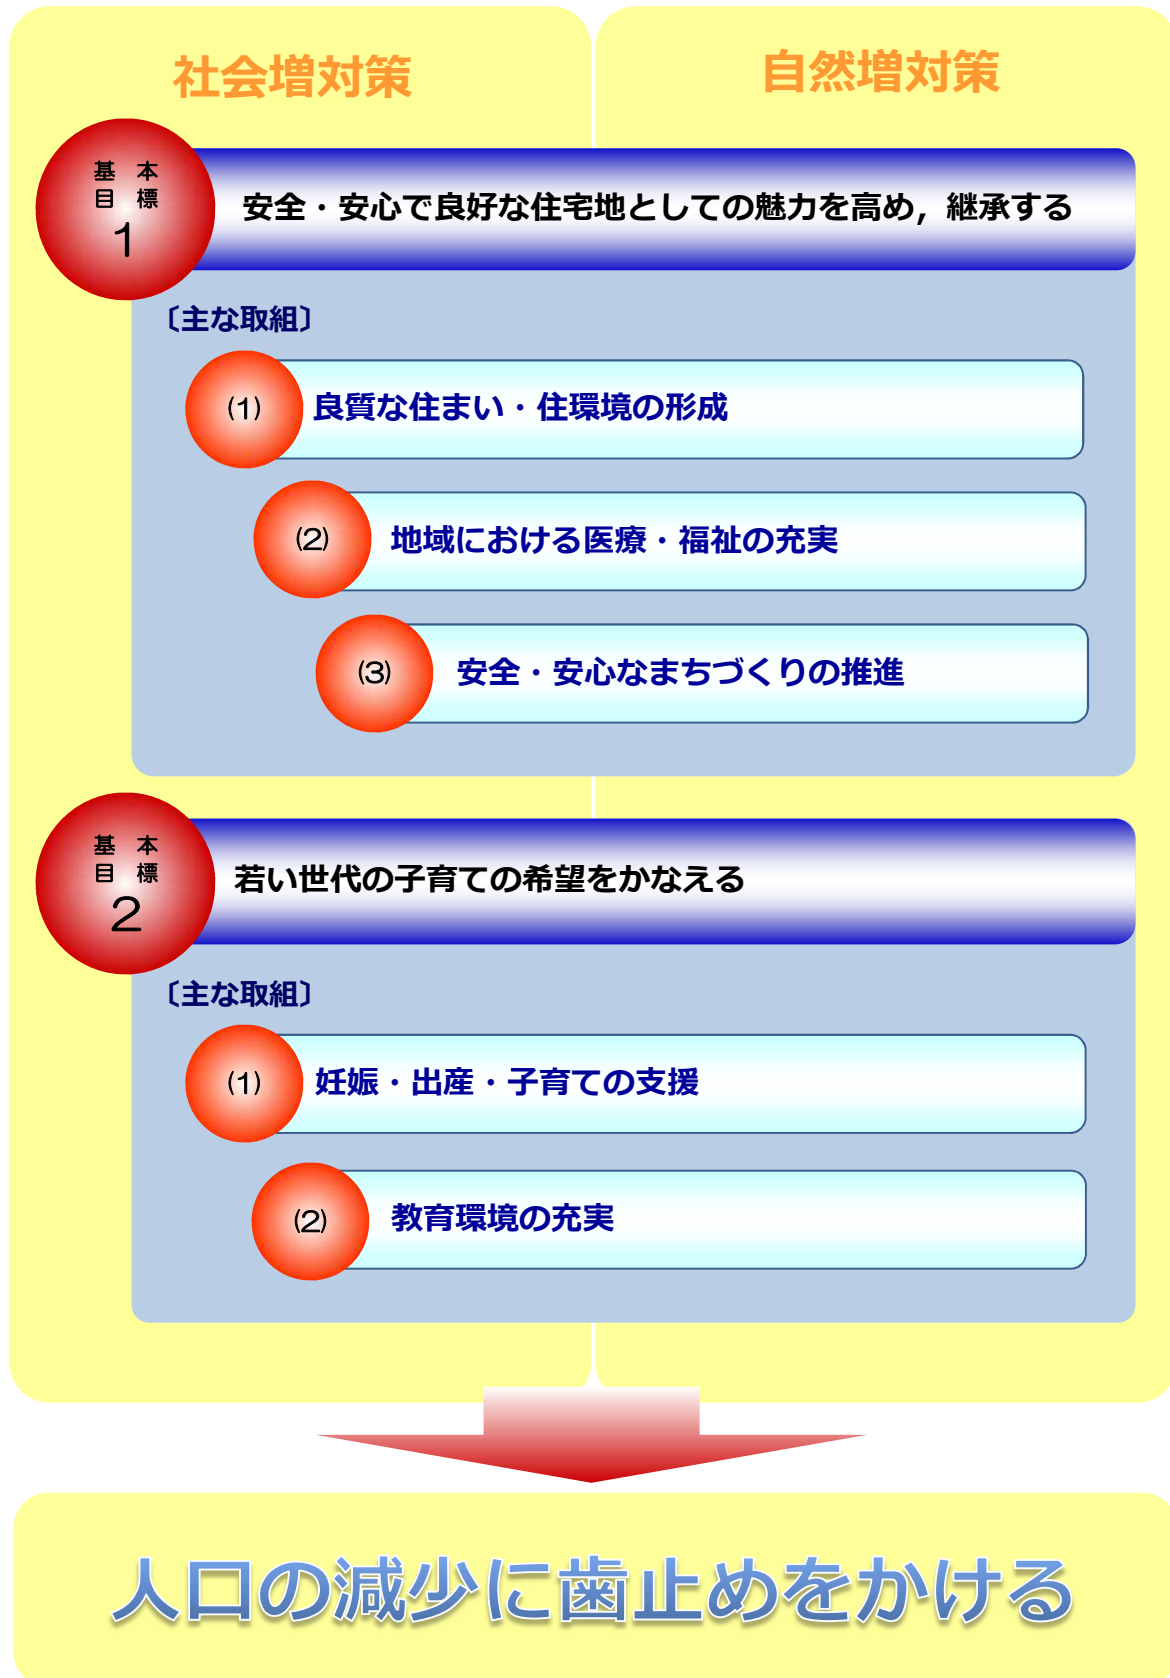 社会増対策
自然増対策
基 本
目 標
1
安全・安心で良好な住宅地としての魅力を高め，継承する
〔主な取組〕
(1)
良質な住まい・住環境の形成
(2)
地域における医療・福祉の充実
(3)
安全・安心なまちづくりの推進
基 本
目 標
2
若い世代の子育ての希望をかなえる
〔主な取組〕
(1)
妊娠・出産・子育ての支援
(2)
教育環境の充実
人口の減少に歯止めをかける